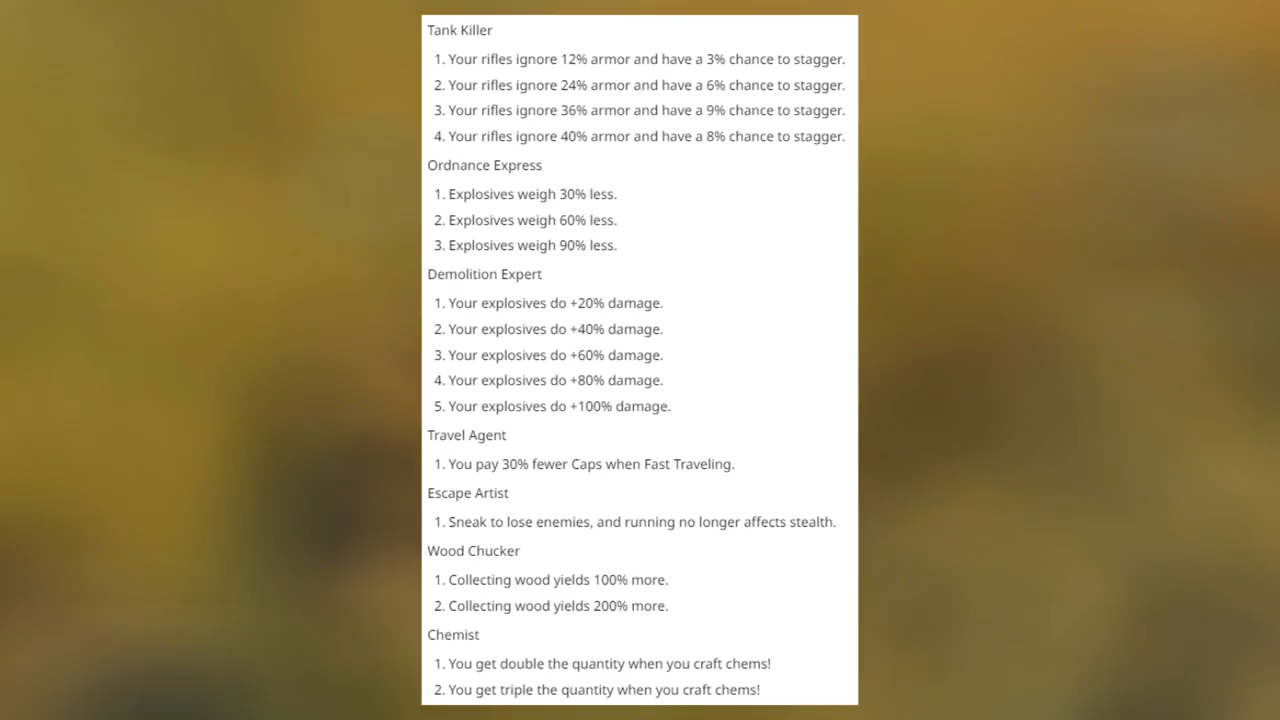 Tank Killer
1. Your rifles ignore 12% armor and have a 3% chance to stagger.
2. Your rifles ignore 24% armor and have a 6% chance to stagger.
3. Your rifles ignore 36% armor and have a 9% chance to stagger.
4. Your rifles ignore 40% armor and have a 8% chance to stagger.
Ordnance Express
1. Explosives weigh 30% less.
2. Explosives weigh 60% less.
3. Explosives weigh 90% less.
Demolition Expert
1. Your explosives do +20% damage.
2. Your explosives do +40% damage.
3. Your explosives do +60% damage.
4. Your explosives do +80% damage.
5. Your explosives do +100% damage.
Travel Agent
1. You pay 30% fewer Caps when Fast Traveling.
Escape Artist
1. Sneak to lose enemies, and running no longer affects stealth.
Wood Chucker
1. Collecting wood yields 100% more.
2. Collecting wood yields 200% more.
Chemist
1. You get double the quantity when you craft chems!
2. You get triple the quantity when you craft chems!